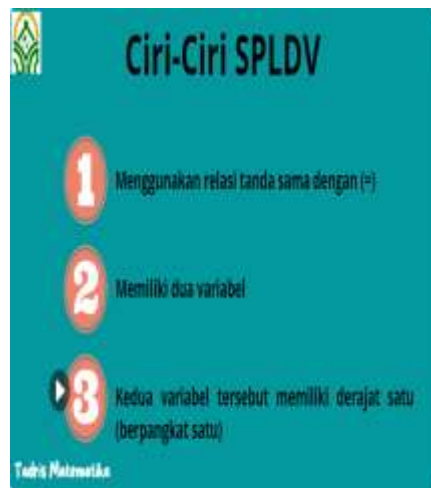 Ciri-Ciri SPLDV
1
Menggunakan relasi tanda sama dengan (=)
2
Memiliki dua variabel
3
Kedua variabel tersebut memiliki derajat satu
(berpangkat satu)
Tadris Matematika